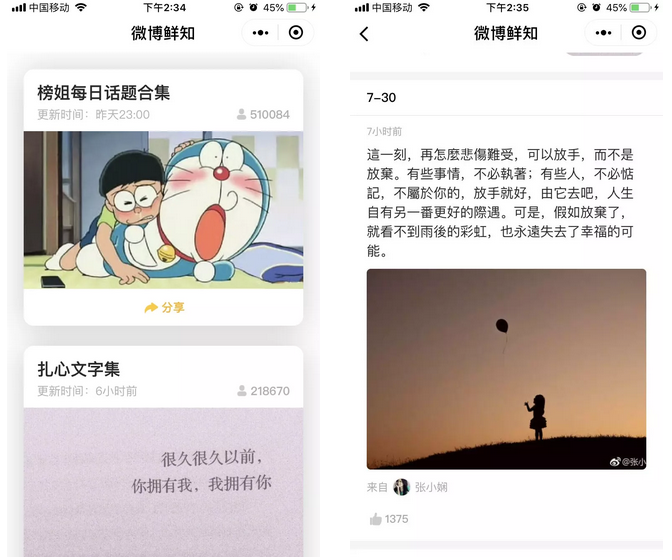 中国移动 下午2:34 45%
微博鲜知
榜姐每日话题合集
更新时间：昨天23:00 510084
分享
扎心文字集
更新时间：6小时前 218670
很久很久以前，
你拥有我，我拥有你
中国移动 下午2:35 45%
微博鲜知
7-30
7小时前
這一刻，再怎麼悲傷難受，可以放手，而不是
放棄。有些事情，不必執著；有些人，不必惦
記，不屬於你的，放手就好，由它去吧，人生
自有另一番更好的際遇。可是，假如放棄了，
就看不到雨後的彩虹，也永遠失去了幸福的可
能。
@张小
来自 张小娴
1375